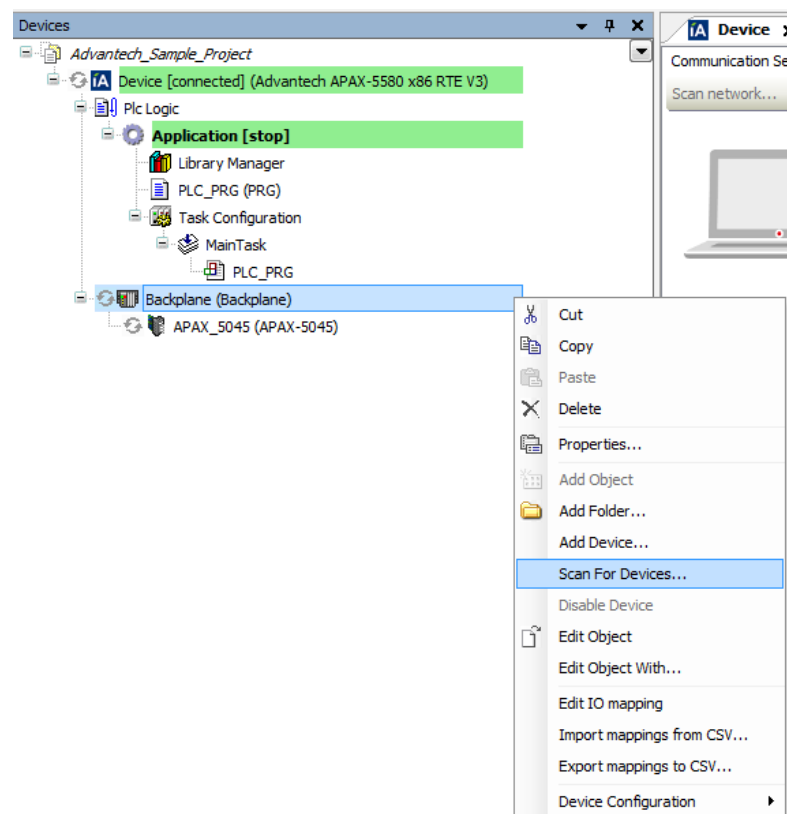 Devices
Advantech_Sample_Project
Device [connected] (Advantech APAX-5580 x86 RTE V3)
Plc Logic
Application [stop]
Library Manager
PLC_PRG (PRG)
Task Configuration
MainTask
PLC_PRG
Backplane (Backplane)
APAX_5045 (APAX-5045)
Device
Communication Se
Scan network...
Cut
Copy
Paste
Delete
Properties...
Add Object
Add Folder...
Add Device...
Scan For Devices...
Disable Device
Edit Object
Edit Object With...
Edit IO mapping
Import mappings from CSV...
Export mappings to CSV...
Device Configuration